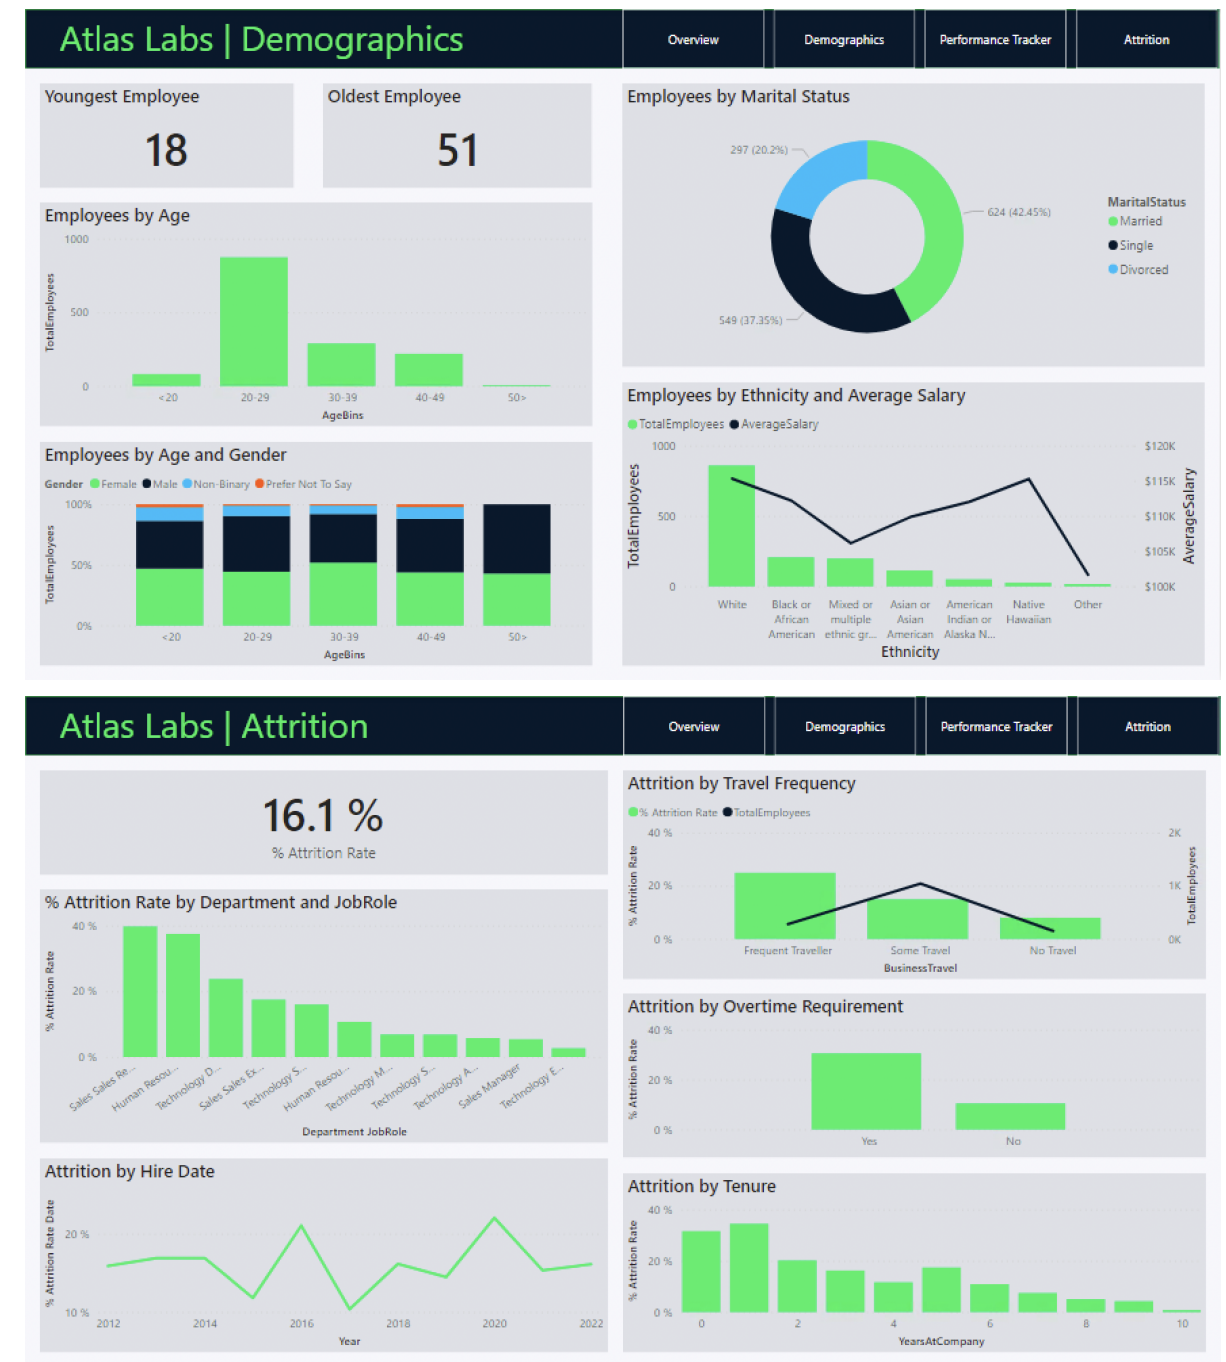 Atlas Labs | Demographics
Overview
Demographics
Performance Tracker
Attrition
Youngest Employee
18
Oldest Employee
51
Employees by Age
1000
500
0
TotalEmployees
<20
20-29
30-39
40-49
50>
AgeBins
Employees by Age and Gender
Gender Female Male Non-Binary Prefer Not To Say
100%
50%
0%
TotalEmployees
<20
20-29
30-39
40-49
50>
AgeBins
Employees by Marital Status
297 (20.2%)
624 (42.45%)
549 (37.35%)
MaritalStatus
Married
Single
Divorced
Employees by Ethnicity and Average Salary
TotalEmployees AverageSalary
1000
500
0
TotalEmployees
$120K
$115K
$110K
$105K
$100K
AverageSalary
White
Black or
African
American
Mixed or
multiple
ethnic gr...
Asian or
Asian
American
American
Indian or
Alaska N...
Native
Hawaiian
Other
Ethnicity
Atlas Labs | Attrition
Overview
Demographics
Performance Tracker
Attrition
16.1 %
% Attrition Rate
% Attrition Rate by Department and JobRole
40 %
20 %
0 %
% Attrition Rate
Sales Sales Re...
Human Resou...
Technology D...
Sales Sales Ex...
Technology S...
Human Resou...
Technology M...
Technology S...
Technology A...
Sales Manager
Technology E...
Department JobRole
Attrition by Hire Date
20 %
10 %
% Attrition Rate Date
2012
2014
2016
2018
2020
2022
Year
Attrition by Travel Frequency
% Attrition Rate TotalEmployees
40 %
20 %
0 %
% Attrition Rate
2K
1K
0K
TotalEmployees
Frequent Traveller
Some Travel
No Travel
BusinessTravel
Attrition by Overtime Requirement
40 %
20 %
0 %
% Attrition Rate
Yes
No
Attrition by Tenure
40 %
20 %
0 %
% Attrition Rate
0
2
4
6
8
10
YearsAtCompany